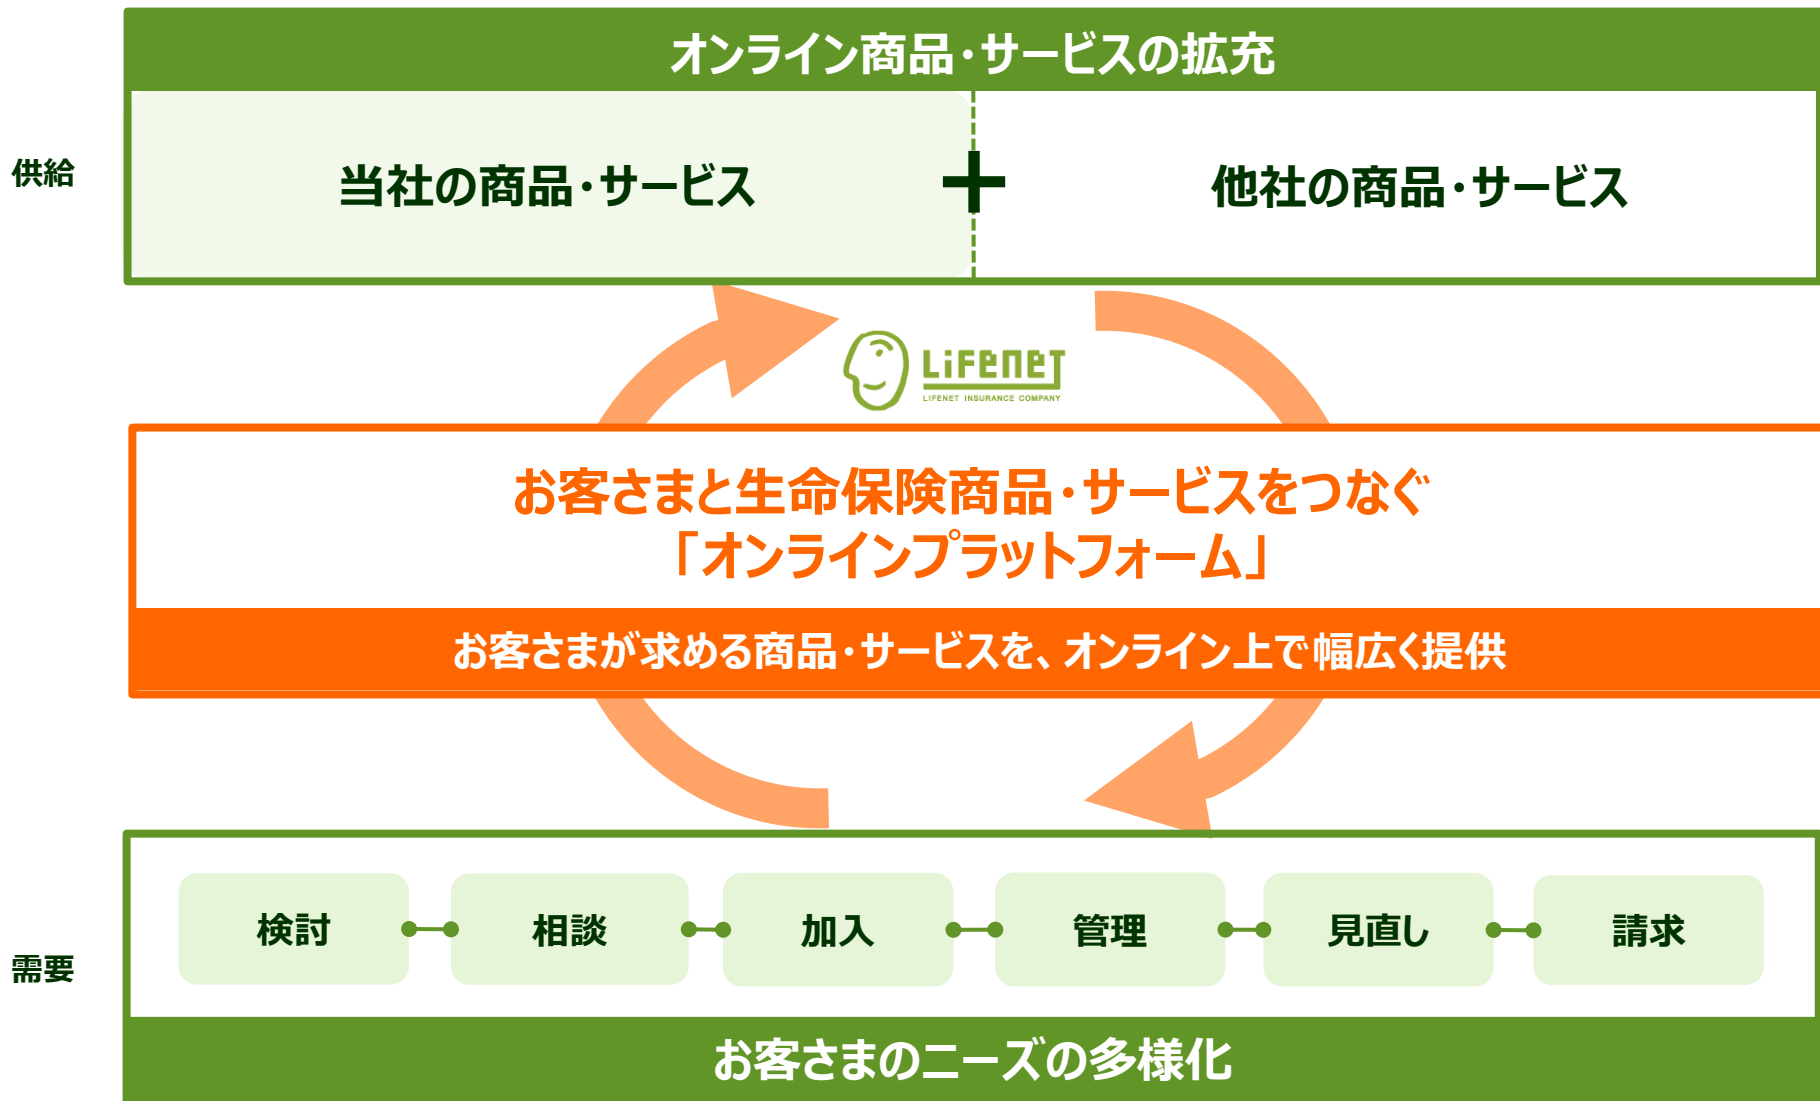 オンライン商品・サービスの拡充
供給
当社の商品・サービス
+
他社の商品・サービス
LiFENET
LIFENET INSURANCE COMPANY
お客さまと生命保険商品・サービスをつなぐ
「オンラインプラットフォーム」
お客さまが求める商品・サービスを、オンライン上で幅広く提供
需要
検討
相談
加入
管理
見直し
請求
お客さまのニーズの多様化